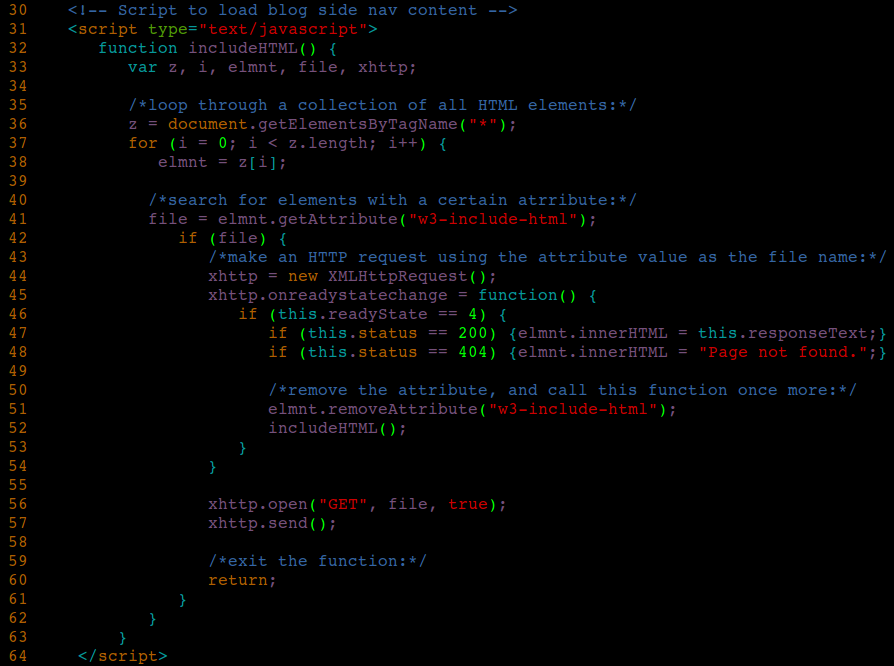 30 <!-- Script to load blog side nav content -->
31 <script type="text/javascript">
32 function includeHTML() {
33 var z, i, elmnt, file, xhttp;
34
35 /*loop through a collection of all HTML elements:*/
36 z = document.getElementsByTagName("*");
37 for (i = 0; i < z.length; i++) {
38 elmnt = z[i];
39
40 /*search for elements with a certain atrribute:*/
41 file = elmnt.getAttribute("w3-include-html");
42 if (file) {
43 /*make an HTTP request using the attribute value as the file name:*/
44 xhttp = new XMLHttpRequest();
45 xhttp.onreadystatechange = function() {
46 if (this.readyState == 4) {
47 if (this.status == 200) {elmnt.innerHTML = this.responseText;}
48 if (this.status == 404) {elmnt.innerHTML = "Page not found.";}
49
50 /*remove the attribute, and call this function once more:*/
51 elmnt.removeAttribute("w3-include-html");
52 includeHTML();
53 }
54 }
55
56 xhttp.open("GET", file, true);
57 xhttp.send();
58
59 /*exit the function:*/
60 return;
61 }
62 }
63 }
64 </script>